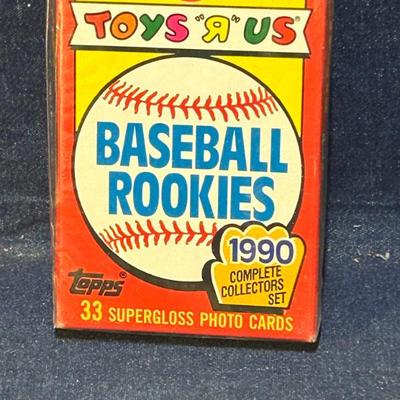 TOYS "Я" US
BASEBALL
ROOKIES
1990
COMPLETE
COLLECTORS
SET
Topps
33 SUPERGLOSS PHOTO CARDS